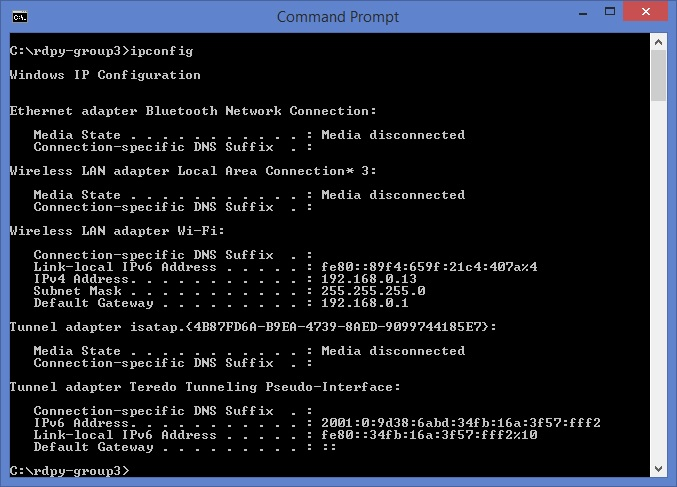 Command Prompt
C:\rdpy-group3>ipconfig
Windows IP Configuration
Ethernet adapter Bluetooth Network Connection:
Media State . . . . . . . . . . . : Media disconnected
Connection-specific DNS Suffix  . :
Wireless LAN adapter Local Area Connection* 3:
Media State . . . . . . . . . . . : Media disconnected
Connection-specific DNS Suffix  . :
Wireless LAN adapter Wi-Fi:
Connection-specific DNS Suffix  . :
Link-local IPv6 Address . . . . . : fe80::89f4:659f:21c4:407a%4
IPv4 Address. . . . . . . . . . . : 192.168.0.13
Subnet Mask . . . . . . . . . . . : 255.255.255.0
Default Gateway . . . . . . . . . : 192.168.0.1
Tunnel adapter isatap.{4B87FD6A-B9EA-4739-8AED-9099744185E7}:
Media State . . . . . . . . . . . : Media disconnected
Connection-specific DNS Suffix  . :
Tunnel adapter Teredo Tunneling Pseudo-Interface:
Connection-specific DNS Suffix  . :
IPv6 Address. . . . . . . . . . . : 2001:0:9d38:6abd:34fb:16a:3f57:fff2
Link-local IPv6 Address . . . . . : fe80::34fb:16a:3f57:fff2%10
Default Gateway . . . . . . . . . : ::
C:\rdpy-group3>